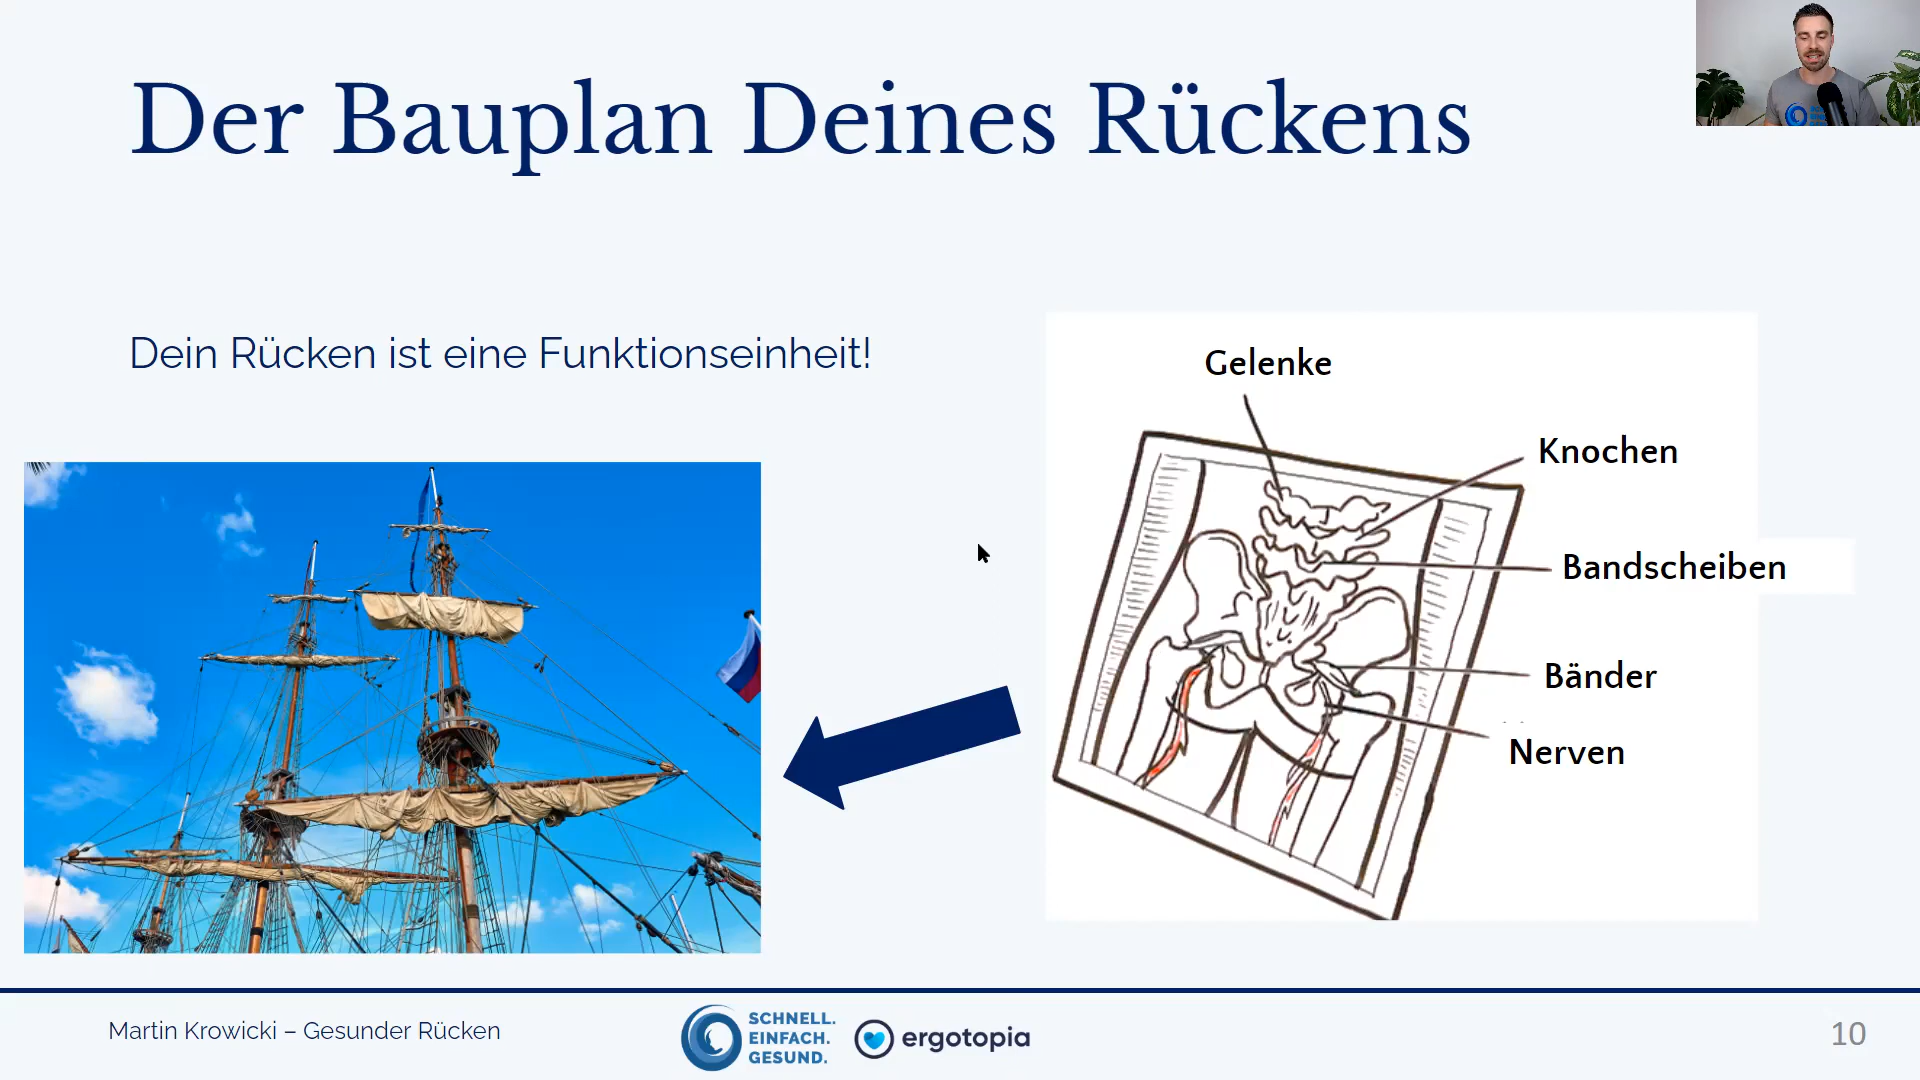 Der Bauplan Deines Rückens
Dein Rücken ist eine Funktionseinheit!
Gelenke
Knochen
Bandscheiben
Bänder
Nerven
Martin Krowicki – Gesunder Rücken
SCHNELL.
EINFACH.
GESUND.
ergotopia
10